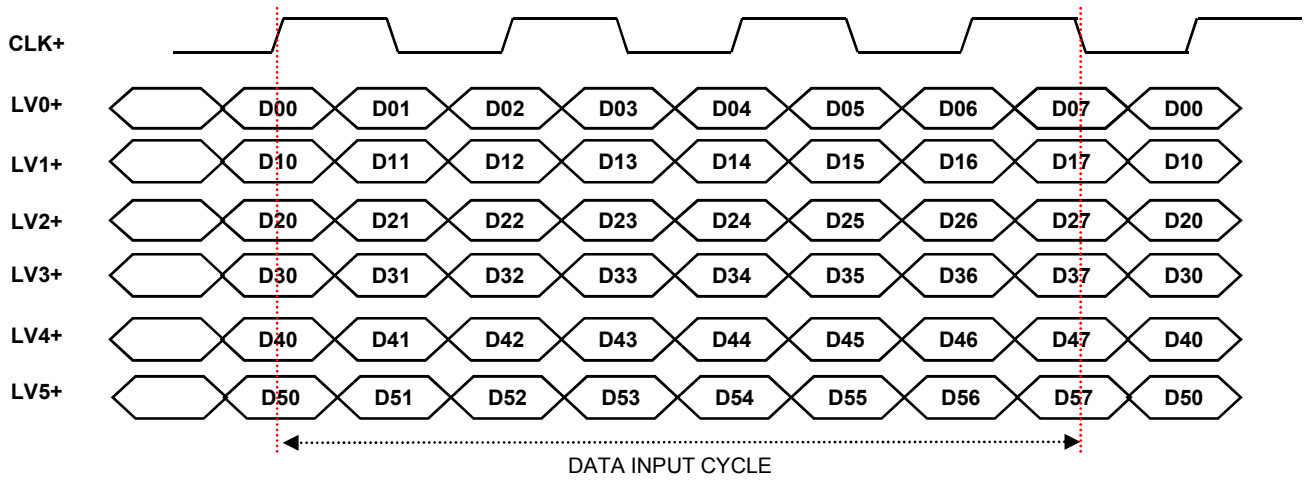 CLK+
LV0+ D00 D01 D02 D03 D04 D05 D06 D07 D00
LV1+ D10 D11 D12 D13 D14 D15 D16 D17 D10
LV2+ D20 D21 D22 D23 D24 D25 D26 D27 D20
LV3+ D30 D31 D32 D33 D34 D35 D36 D37 D30
LV4+ D40 D41 D42 D43 D44 D45 D46 D47 D40
LV5+ D50 D51 D52 D53 D54 D55 D56 D57 D50
DATA INPUT CYCLE